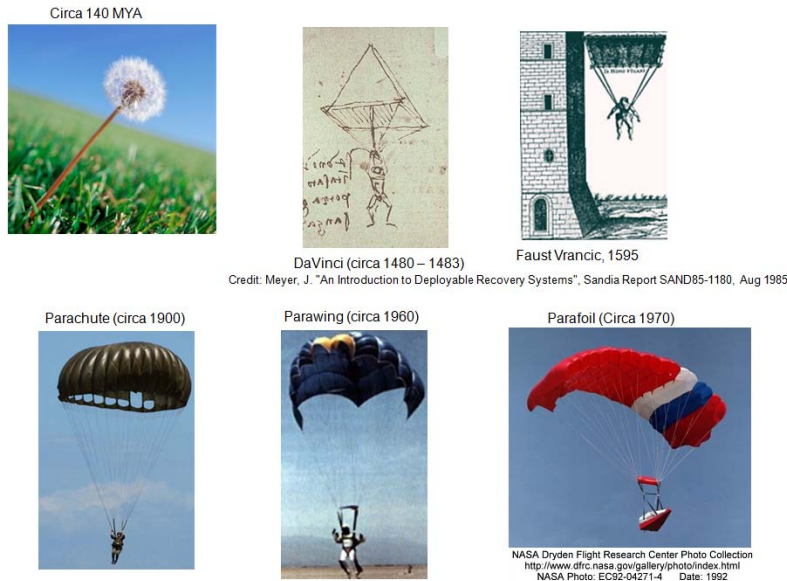 Circa 140 MYA
DaVinci (circa 1480 – 1483)
Faust Vrancic, 1595
Credit: Meyer, J. "An Introduction to Deployable Recovery Systems", Sandia Report SAND85-1180, Aug 1985
Parachute (circa 1900)
Parawing (circa 1960)
Parafoil (Circa 1970)
NASA Dryden Flight Research Center Photo Collection
http://www.dfrc.nasa.gov/gallery/photo/index.html
NASA Photo: EC92-04271-4 Date: 1992